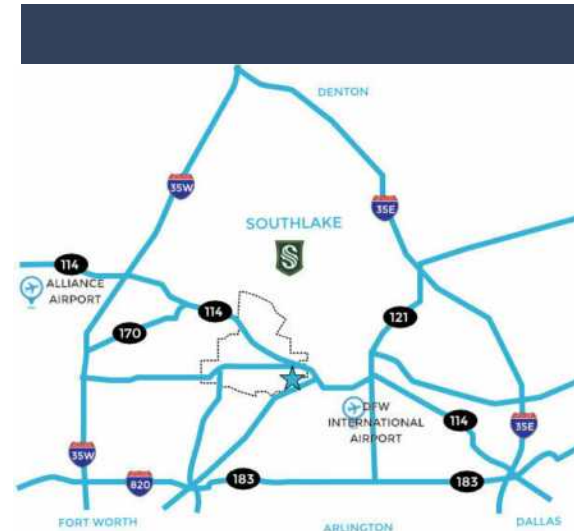 DENTON
35W
35E
SOUTHLAKE
S
114
ALLIANCE
AIRPORT
114
170
121
DFW
INTERNATIONAL
AIRPORT
114
35E
35W
820
183
183
FORT WORTH
ARLINGTON
DALLAS